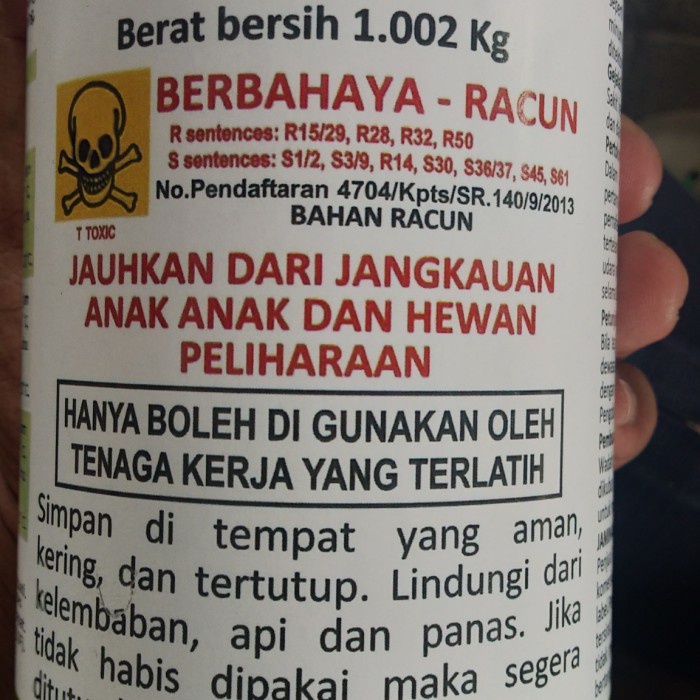 Berat bersih 1.002 Kg
BERBAHAYA - RACUN
R sentences: R15/29, R28, R32, R50
S sentences: S1/2, S3/9, R14, S30, S36/37, S45, S61
No.Pendaftaran 4704/Kpts/SR.140/9/2013
BAHAN RACUN
T TOXIC
JAUHKAN DARI JANGKAUAN
ANAK ANAK DAN HEWAN
PELIHARAAN
HANYA BOLEH DI GUNAKAN OLEH
TENAGA KERJA YANG TERLATIH
Simpan di tempat yang aman,
kering, dan tertutup. Lindungi dari
kelembaban, api dan panas. Jika
tidak habis dipakai maka segera